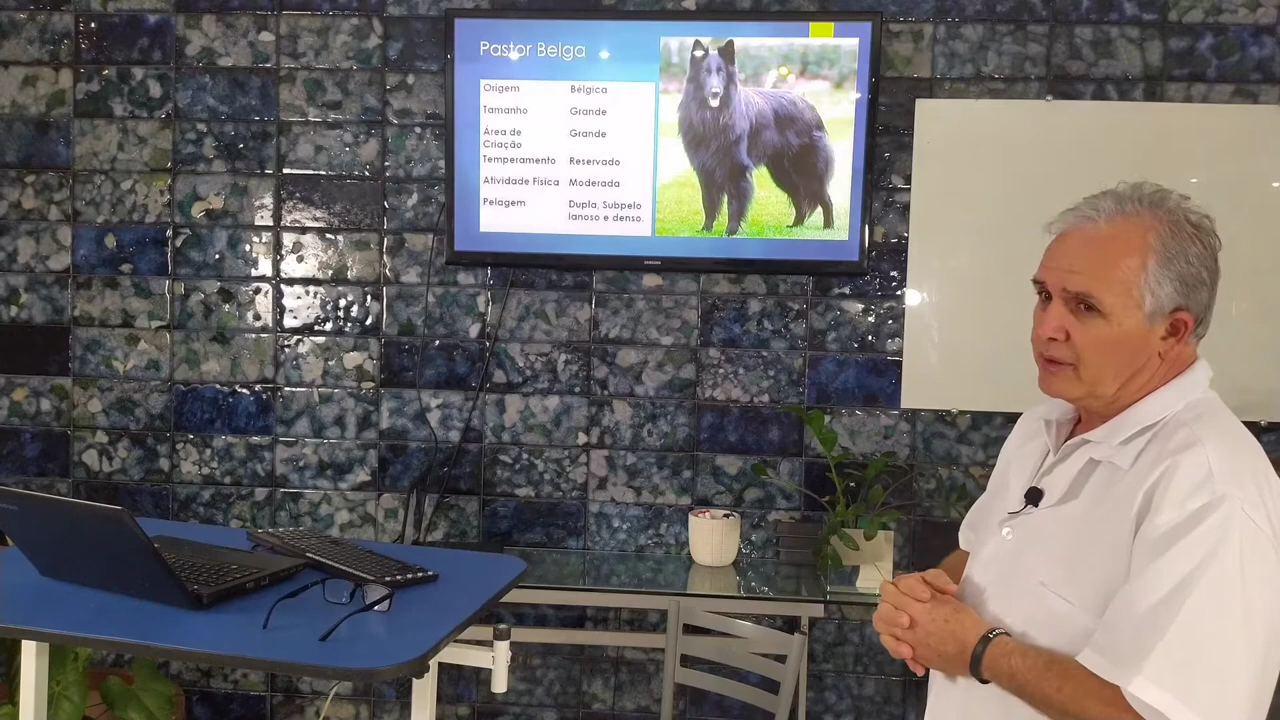 Pastor Belga
Origem Bélgica
Tamanho Grande
Área de Grande
Criação
Temperamento Reservado
Atividade Física Moderada
Pelagem Dupla, Subpelo
lanoso e denso.
SAMSUNG